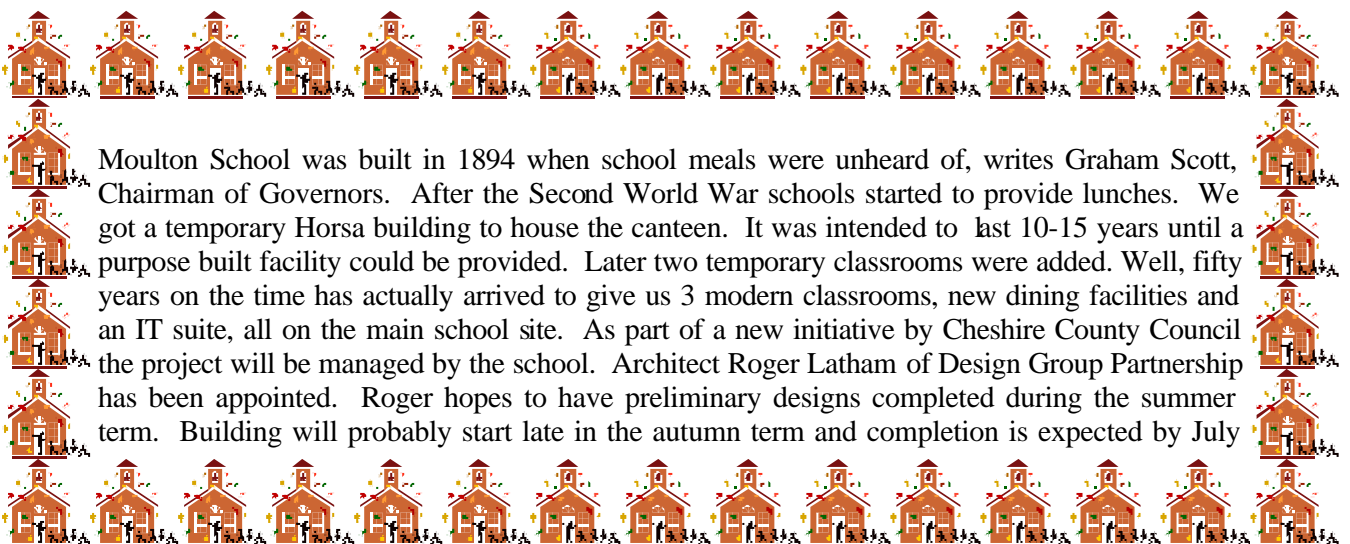 Moulton School was built in 1894 when school meals were unheard of, writes Graham Scott,
Chairman of Governors. After the Second World War schools started to provide lunches. We
got a temporary Horsa building to house the canteen. It was intended to last 10-15 years until a
purpose built facility could be provided. Later two temporary classrooms were added. Well, fifty
years on the time has actually arrived to give us 3 modern classrooms, new dining facilities and
an IT suite, all on the main school site. As part of a new initiative by Cheshire County Council
the project will be managed by the school. Architect Roger Latham of Design Group Partnership
has been appointed. Roger hopes to have preliminary designs completed during the summer
term. Building will probably start late in the autumn term and completion is expected by July